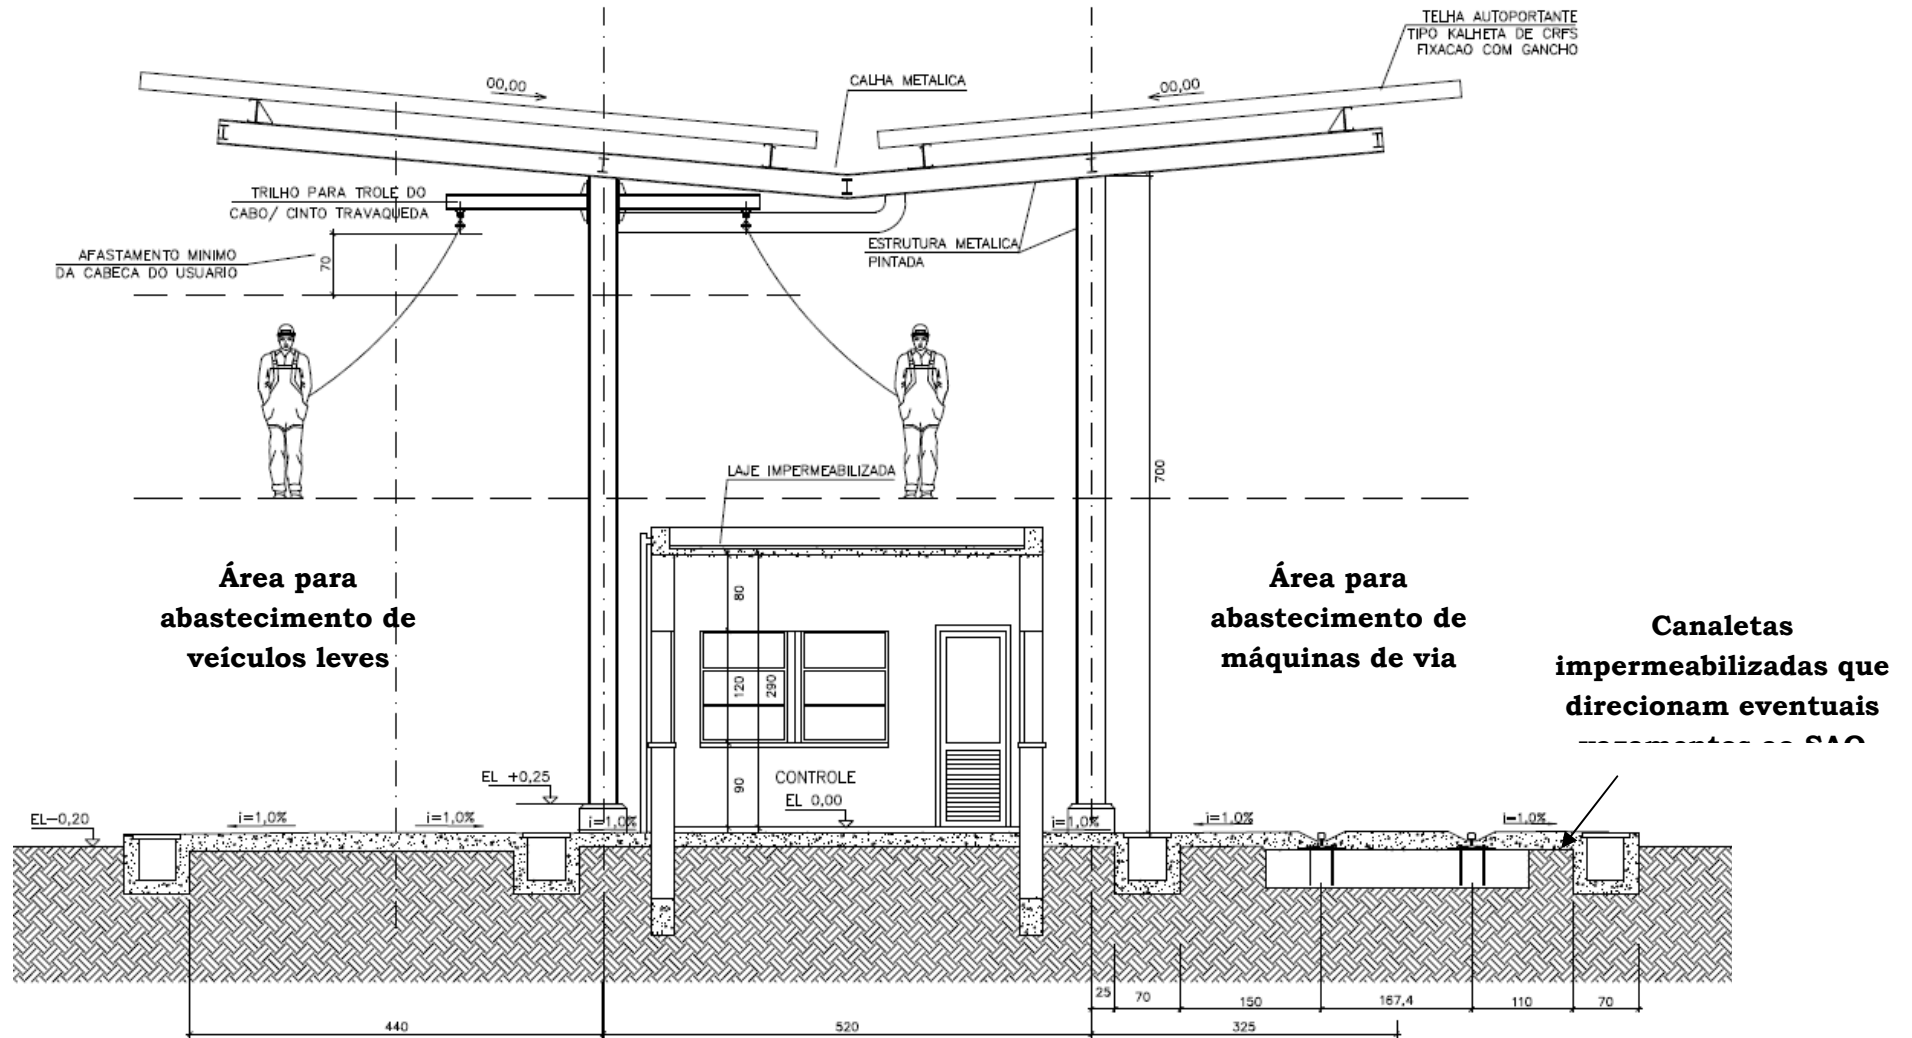 TELHA AUTOPORTANTE
TIPO KALHETA DE CRFS
FIXACAO COM GANCHO
00,00
CALHA METALICA
00,00
TRILHO PARA TROLE DO
CABO/ CINTO TRAVAQUEDA
AFASTAMENTO MINIMO
DA CABECA DO USUARIO
70
ESTRUTURA METALICA
PINTADA
700
LAJE IMPERMEABILIZADA
Área para
abastecimento de
veículos leves
80
120
290
90
Área para
abastecimento de
máquinas de via
Canaletas
impermeabilizadas que
direcionam eventuais
CONTROLE
EL 0,00
EL +0,25
EL-0,20
i=1,0%
i=1,0%
i=1,0%
i=1,0%
i=1,0%
i=1,0%
25
70
150
167,4
110
70
440
520
325